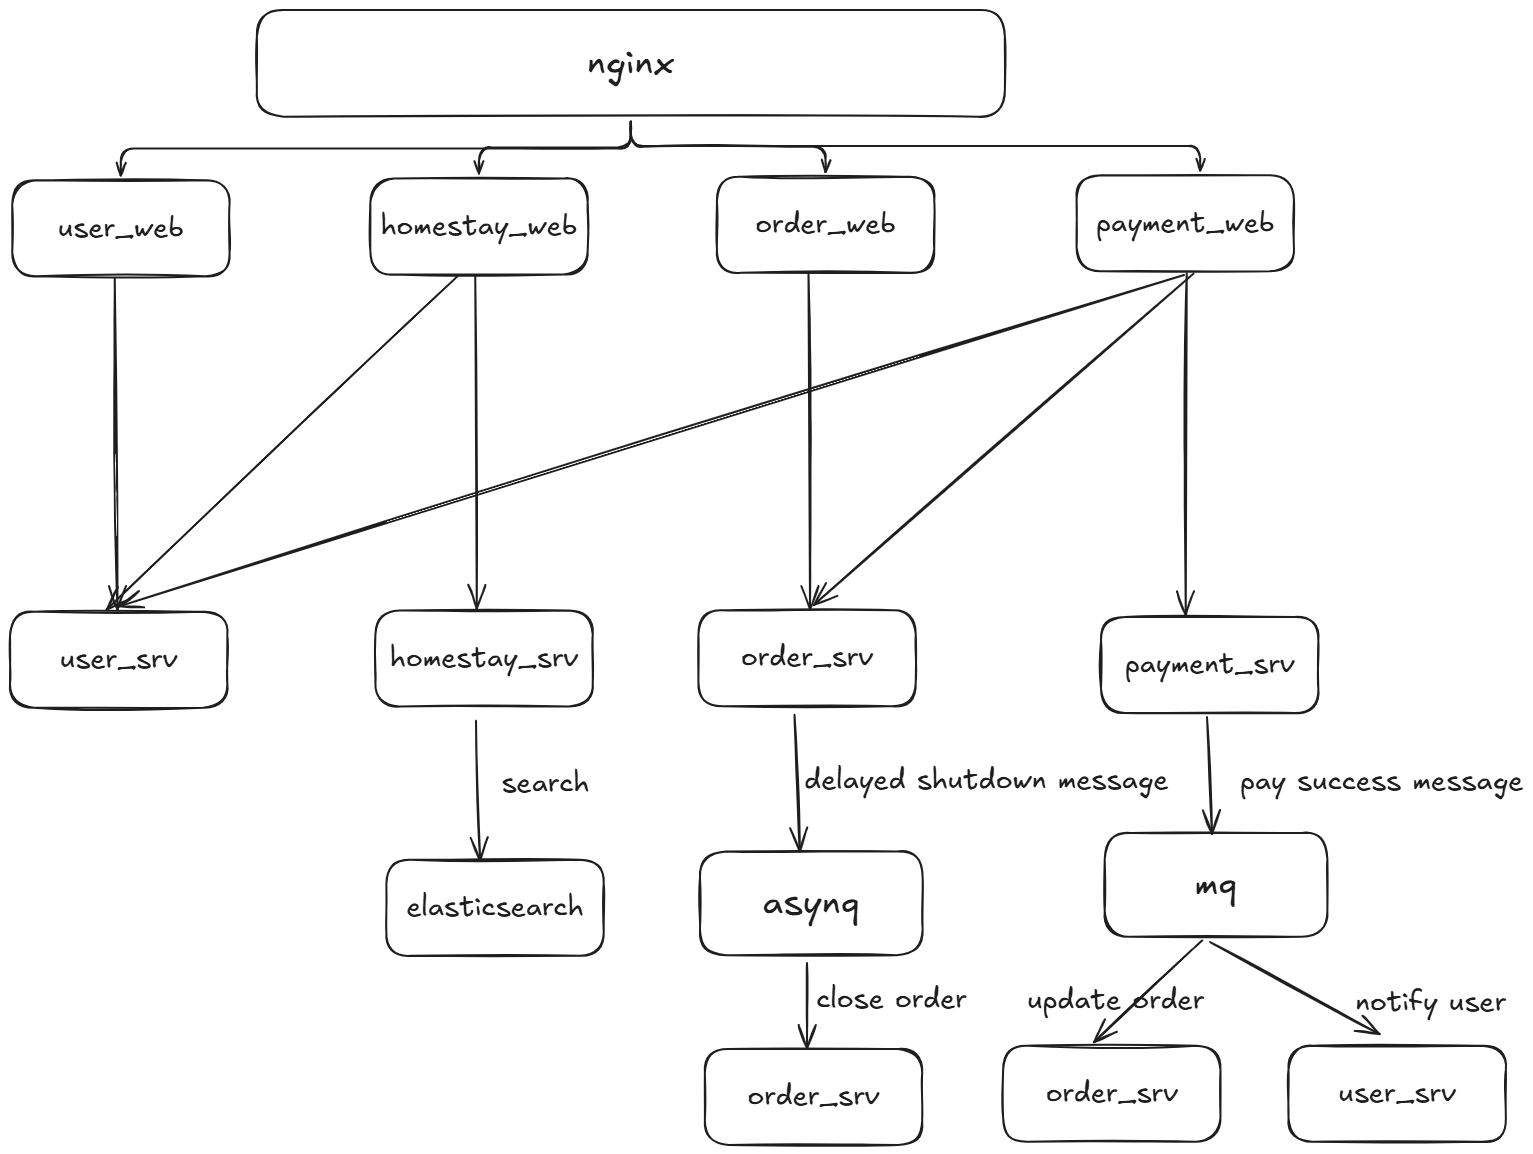 nginx
user_web
homestay_web
order_web
payment_web
user_srv
homestay_srv
order_srv
payment_srv
search
delayed shutdown message
pay success message
elasticsearch
asynq
mq
close order
update order
notify user
order_srv
order_srv
user_srv